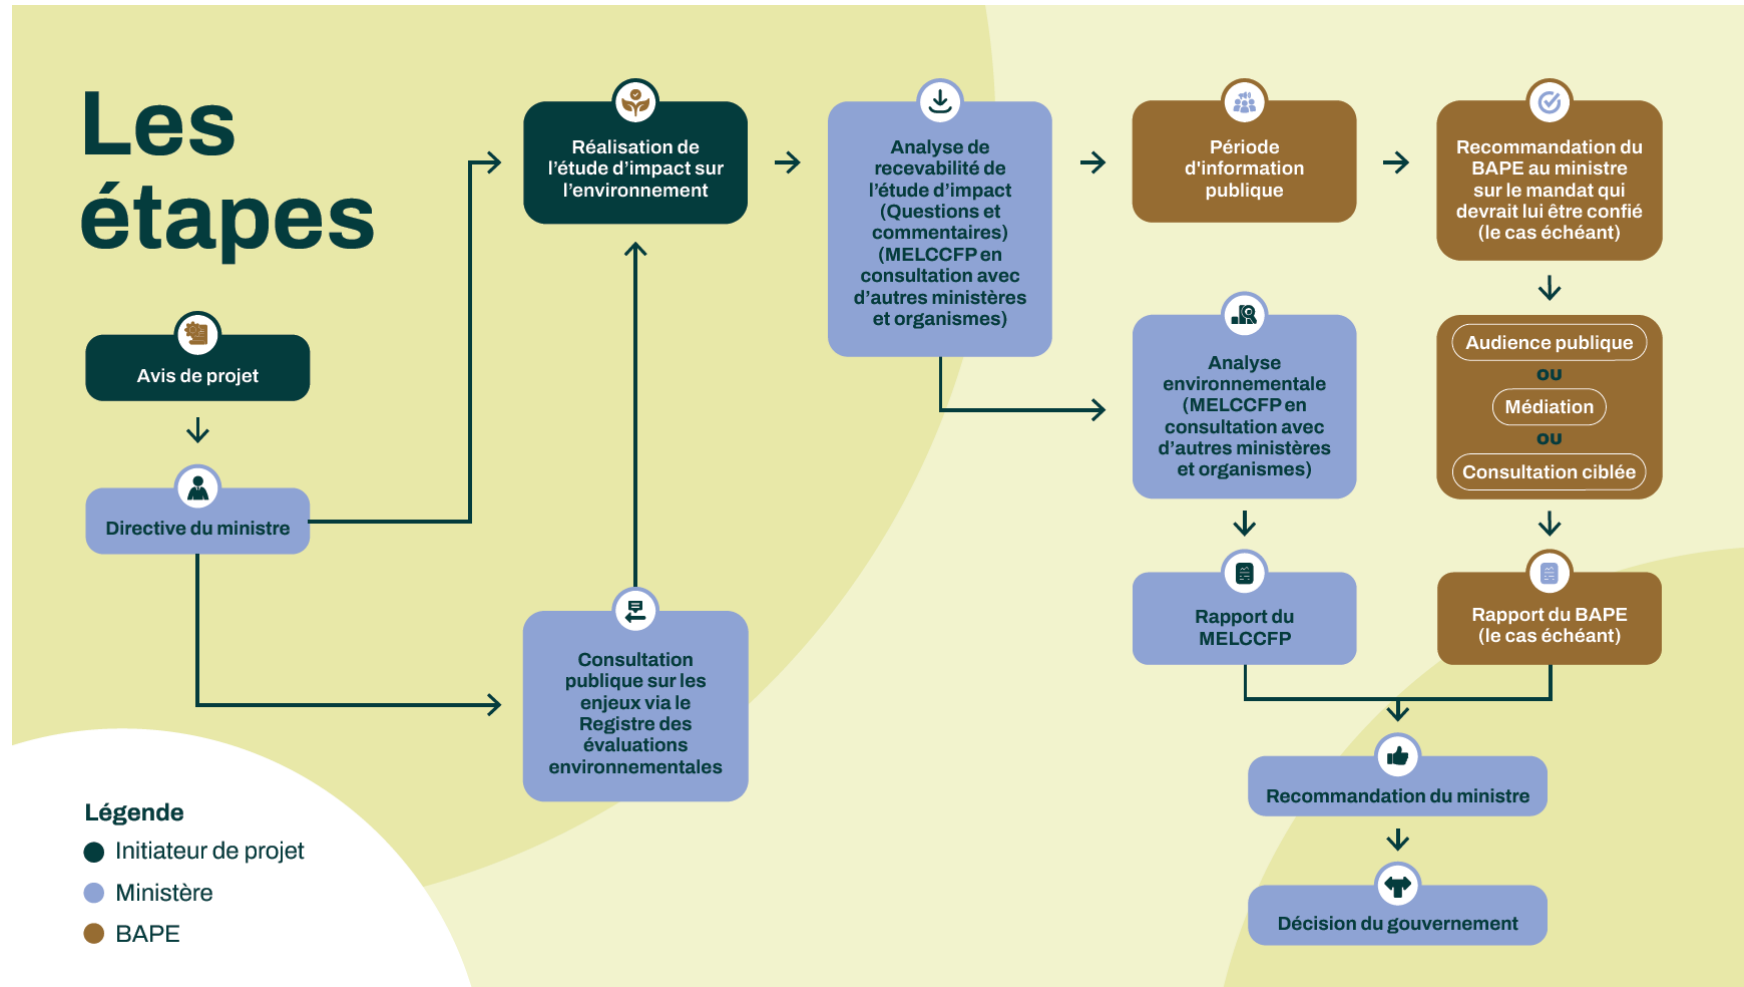 Les
étapes
Avis de projet
Directive du ministre
Réalisation de
l'étude d'impact sur
l'environnement
Consultation
publique sur les
enjeux via le
Registre des
évaluations
environnementales
Analyse de
recevabilité de
l'étude d'impact
(Questions et
commentaires)
(MELCCFP en
consultation avec
d'autres ministères
et organismes)
Période
d'information
publique
Recommandation du
BAPE au ministre
sur le mandat qui
devrait lui être confié
(le cas échéant)
Analyse
environnementale
(MELCCFP en
consultation avec
d'autres ministères
et organismes)
Audience publique
ou
Médiation
ou
Consultation ciblée
Rapport du
MELCCFP
Rapport du BAPE
(le cas échéant)
Recommandation du ministre
Décision du gouvernement
Légende
Initiateur de projet
Ministère
BAPE